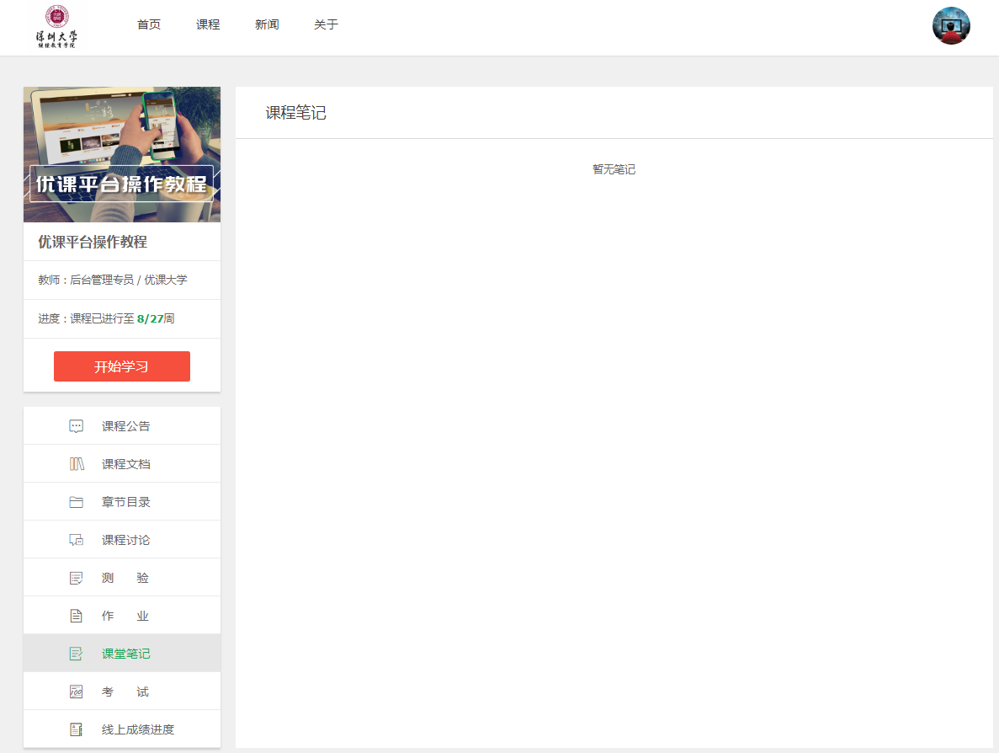 深圳大学
继续教育学院
首页 课程 新闻 关于
优课平台操作教程
优课平台操作教程
教师：后台管理专员 / 优课大学
进度：课程已进行至 8/27周
开始学习
课程公告
课程文档
章节目录
课程讨论
测 验
作 业
课堂笔记
考 试
线上成绩进度
课程笔记
暂无笔记